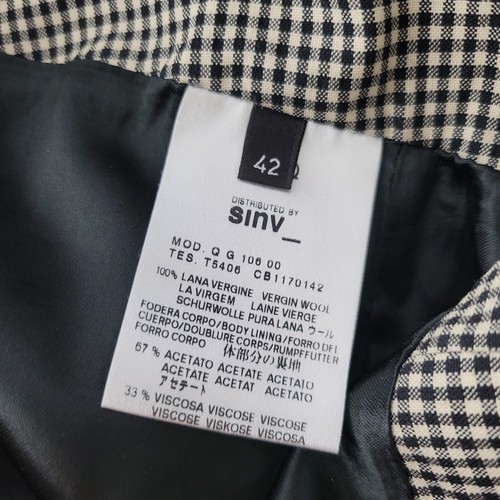 42
DISTRIBUTED BY
sinv_
MOD. Q G 106 00
TES. T5406 CB1170142
100% LANA VERGINE VERGIN WOOL
LA VIRGEM LAINE VIERGE
SCHURWOLLE PURA LANA ウール
FODERA CORPO/BODY LINING/FORRO DEL
CUERPO/DOUBLURE CORPS/RUMPFFUTTER
FORRO CORPO 体部分の裏地
67 % ACETATO ACETATE ACETATO
ACETATE ACETAT ACETATO
アセテート
33 % VISCOSA VISCOSE VISCOSE
VISCOSE VISKOSE VISCOSA